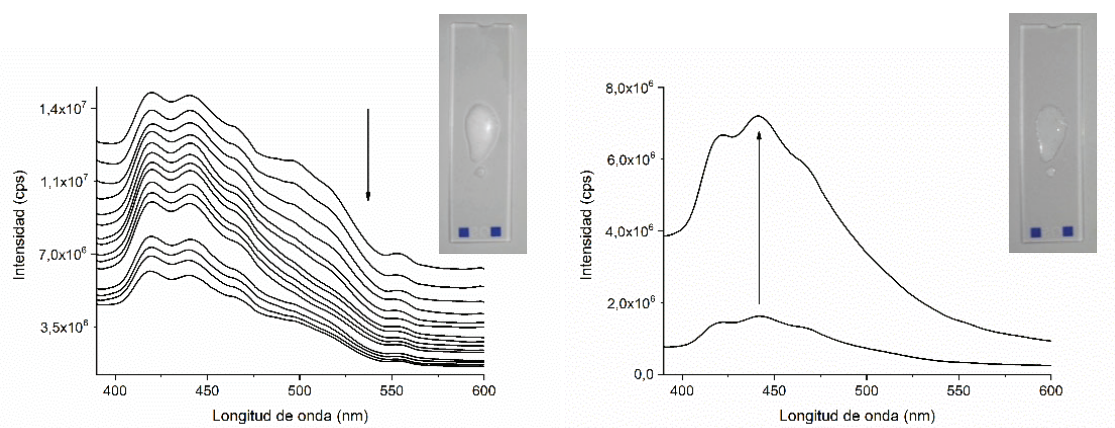 1,4x10⁷
1,1x10⁷
7,0x10⁶
3,5x10⁶
Intensidad (cps)
400 450 500 550 600
Longitud de onda (nm)
8,0x10⁶
6,0x10⁶
4,0x10⁶
2,0x10⁶
0,0
Intensidad (cps)
400 450 500 550 600
Longitud de onda (nm)